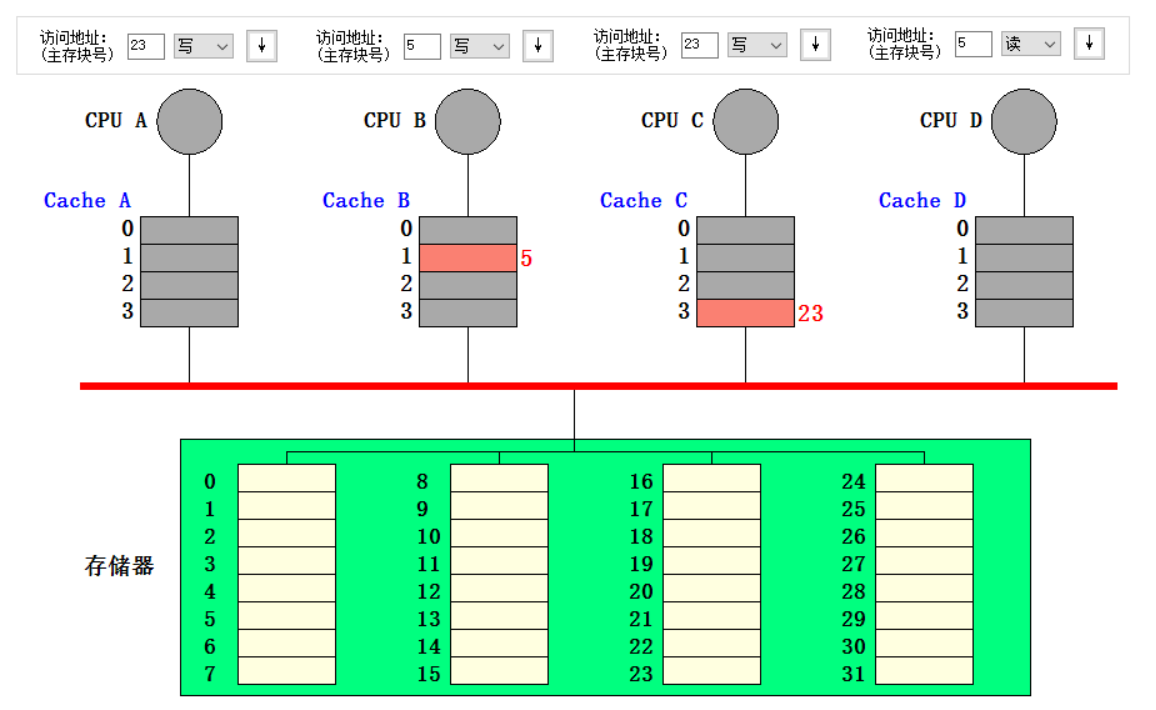 访问地址： 23 写 ↓ 访问地址： 5 写 ↓ 访问地址： 23 写 ↓ 访问地址： 5 读 ↓
(主存块号) (主存块号) (主存块号) (主存块号)
CPU A CPU B CPU C CPU D
Cache A Cache B Cache C Cache D
0 0 0 0
1 1 5 1 1
2 2 2 2
3 3 3 23 3
0 8 16 24
1 9 17 25
2 10 18 26
存储器 3 11 19 27
4 12 20 28
5 13 21 29
6 14 22 30
7 15 23 31